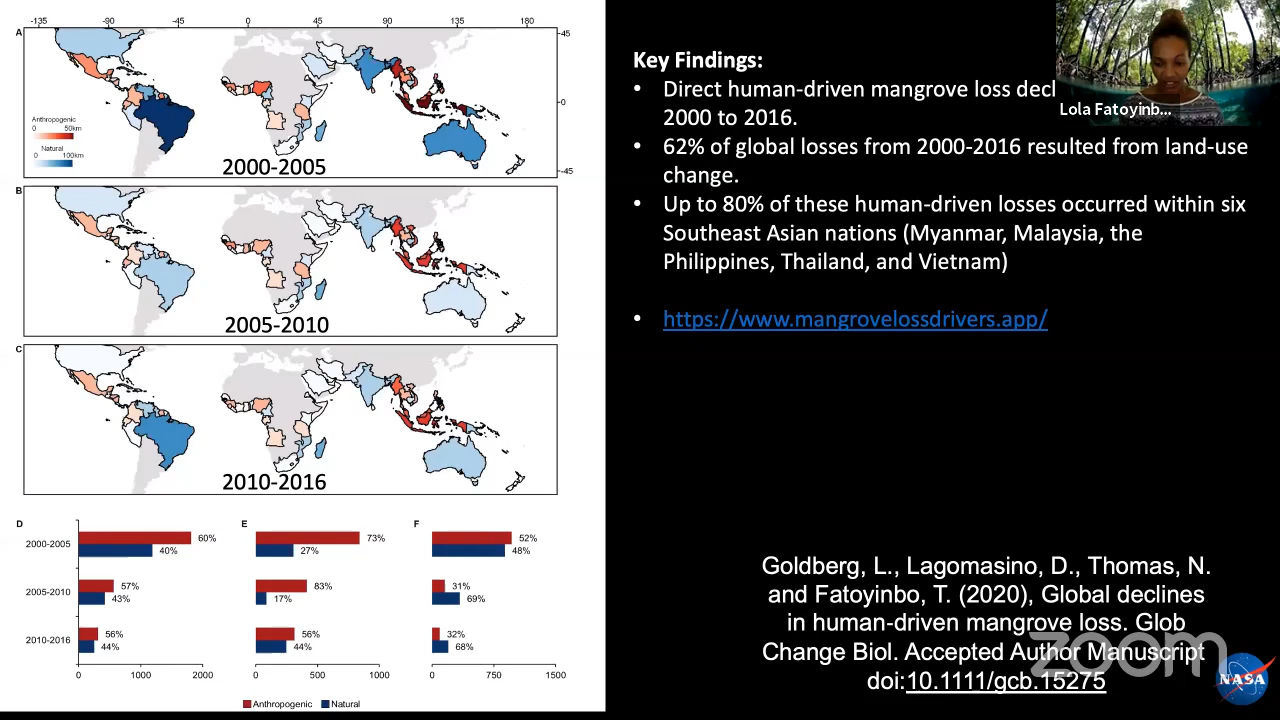 -135 -90 -45 0 45 90 135 180
A
-45
-0
-45
Anthropogenic
0 50km
Natural
0 100km
2000-2005
B
2005-2010
C
2010-2016
D E F
2000-2005 60% 73% 52%
40% 27% 48%
2005-2010 57% 83% 31%
43% 17% 69%
2010-2016 56% 56% 32%
44% 44% 68%
0 1000 2000 0 500 1000 0 750 1500
Anthropogenic Natural
Key Findings:
• Direct human-driven mangrove loss decl
2000 to 2016.
• 62% of global losses from 2000-2016 resulted from land-use
change.
• Up to 80% of these human-driven losses occurred within six
Southeast Asian nations (Myanmar, Malaysia, the
Philippines, Thailand, and Vietnam)
• https://www.mangrovelossdrivers.app/
Lola Fatoyinb...
Goldberg, L., Lagomasino, D., Thomas, N.
and Fatoyinbo, T. (2020), Global declines
in human-driven mangrove loss. Glob
Change Biol. Accepted Author Manuscript
doi:10.1111/gcb.15275
zoom
NASA